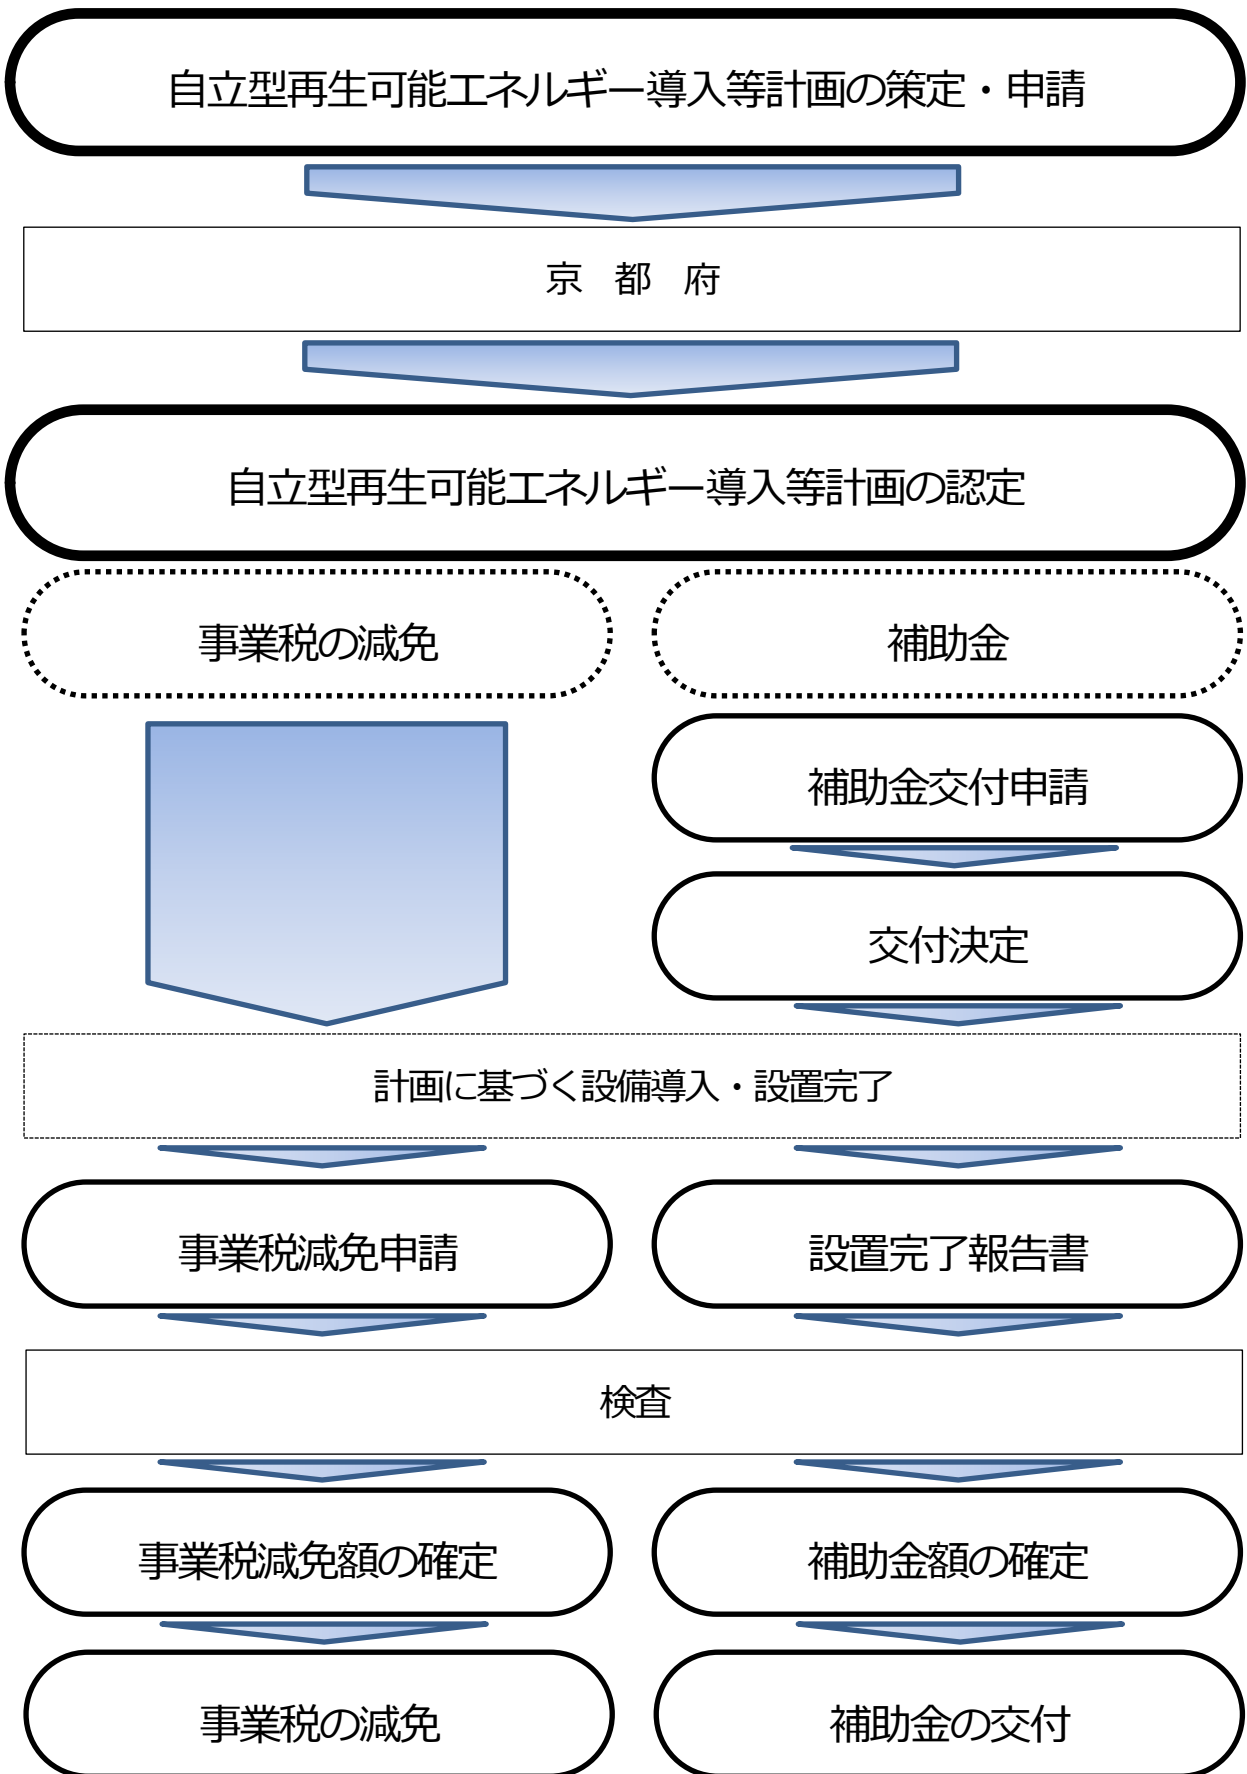 自立型再生可能エネルギー導入等計画の策定・申請
京　都　府
自立型再生可能エネルギー導入等計画の認定
事業税の減免
補助金
補助金交付申請
交付決定
計画に基づく設備導入・設置完了
事業税減免申請
設置完了報告書
検査
事業税減免額の確定
補助金額の確定
事業税の減免
補助金の交付